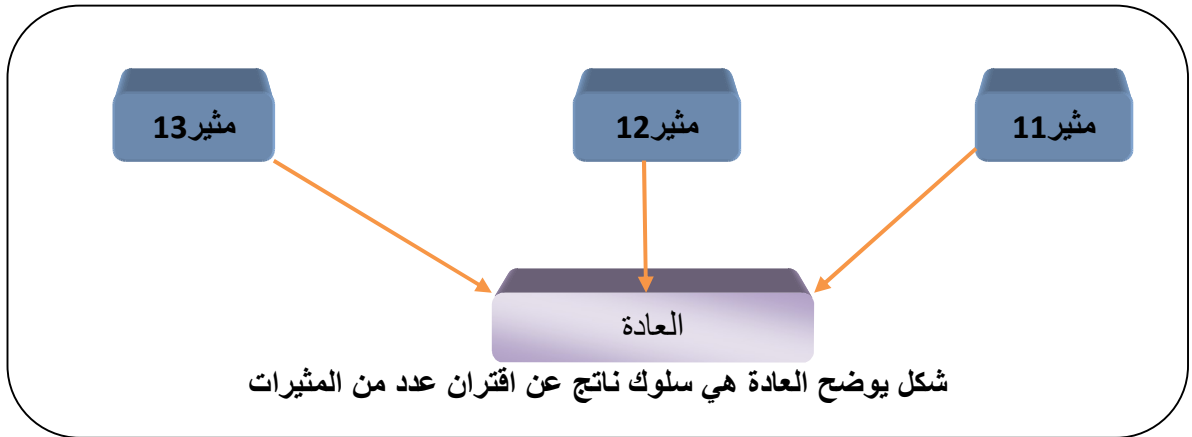 مثير11
مثير12
مثير13
العادة
شكل يوضح العادة هي سلوك ناتج عن اقتران عدد من المثيرات